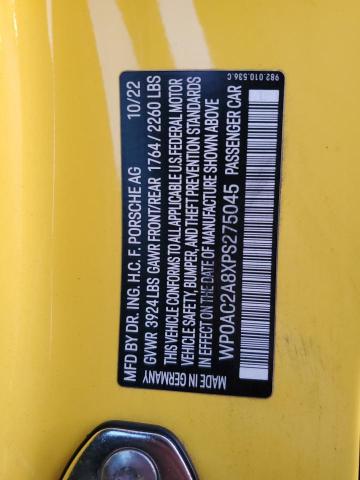 982.010.536.C
MFD BY DR. ING. H.C. F. PORSCHE AG 10/22
GVWR 3924 LBS GAWR FRONT/REAR 1764 / 2260 LBS
THIS VEHICLE CONFORMS TO ALL APPLICABLE U.S. FEDERAL MOTOR
VEHICLE SAFETY, BUMPER, AND THEFT PREVENTION STANDARDS
IN EFFECT ON THE DATE OF MANUFACTURE SHOWN ABOVE
WP0AC2A8XPS275045 PASSENGER CAR
MADE IN GERMANY